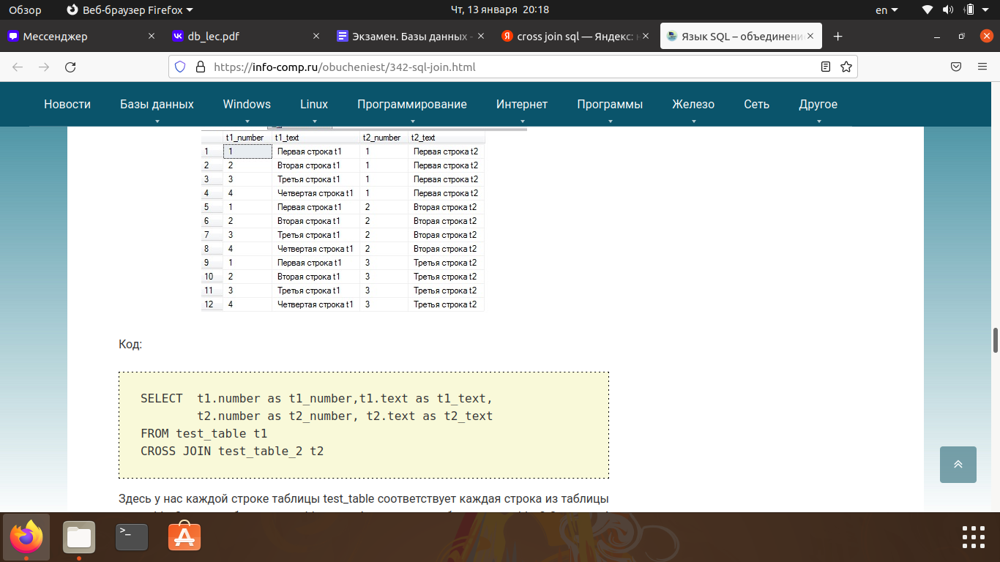 Обзор Веб-браузер Firefox Чт, 13 января 20:18 en
Мессенджер db_lec.pdf Экзамен. Базы данных - cross join sql — Яндекс: Язык SQL – объединени
https://info-comp.ru/obucheniest/342-sql-join.html
Новости Базы данных Windows Linux Программирование Интернет Программы Железо Сеть Другое
t1_number t1_text t2_number t2_text
1 1 Первая строка t1 1 Первая строка t2
2 2 Вторая строка t1 1 Первая строка t2
3 3 Третья строка t1 1 Первая строка t2
4 4 Четвертая строка t1 1 Первая строка t2
5 1 Первая строка t1 2 Вторая строка t2
6 2 Вторая строка t1 2 Вторая строка t2
7 3 Третья строка t1 2 Вторая строка t2
8 4 Четвертая строка t1 2 Вторая строка t2
9 1 Первая строка t1 3 Третья строка t2
10 2 Вторая строка t1 3 Третья строка t2
11 3 Третья строка t1 3 Третья строка t2
12 4 Четвертая строка t1 3 Третья строка t2
Код:
SELECT t1.number as t1_number,t1.text as t1_text,
t2.number as t2_number, t2.text as t2_text
FROM test_table t1
CROSS JOIN test_table_2 t2
Здесь у нас каждой строке таблицы test_table соответствует каждая строка из таблицы